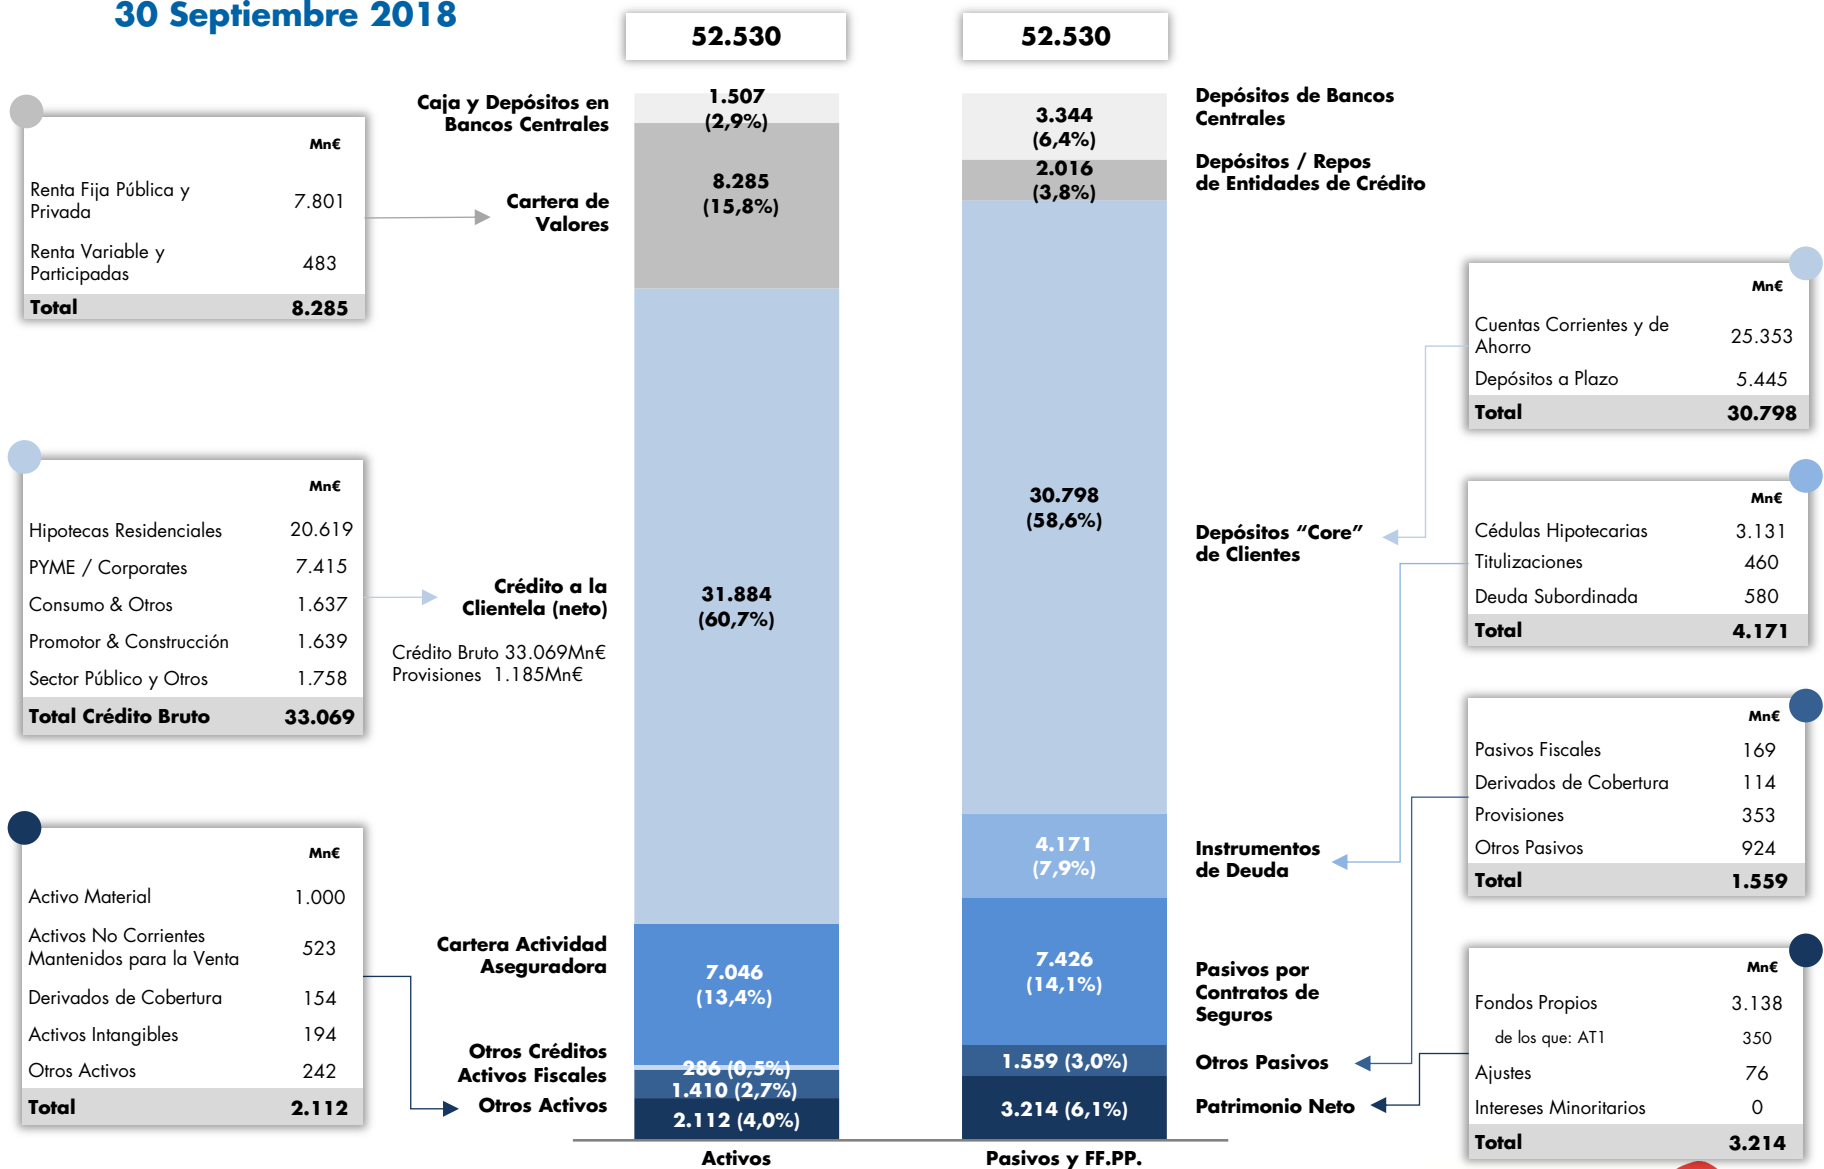 30 Septiembre 2018
52.530
52.530
Mn€
Renta Fija Pública y
Privada
7.801
Renta Variable y
Participadas
483
Total 8.285
Mn€
Hipotecas Residenciales 20.619
PYME / Corporates 7.415
Consumo & Otros 1.637
Promotor & Construcción 1.639
Sector Público y Otros 1.758
Total Crédito Bruto 33.069
Mn€
Activo Material 1.000
Activos No Corrientes
Mantenidos para la Venta
523
Derivados de Cobertura 154
Activos Intangibles 194
Otros Activos 242
Total 2.112
Caja y Depósitos en
Bancos Centrales
Cartera de
Valores
Crédito a la
Clientela (neto)
Crédito Bruto 33.069Mn€
Provisiones 1.185Mn€
Cartera Actividad
Aseguradora
Otros Créditos
Activos Fiscales
Otros Activos
1.507
(2,9%)
8.285
(15,8%)
31.884
(60,7%)
7.046
(13,4%)
286 (0,5%)
1.410 (2,7%)
2.112 (4,0%)
Activos
3.344
(6,4%)
2.016
(3,8%)
30.798
(58,6%)
4.171
(7,9%)
7.426
(14,1%)
1.559 (3,0%)
3.214 (6,1%)
Pasivos y FF.PP.
Depósitos de Bancos
Centrales
Depósitos / Repos
de Entidades de Crédito
Depósitos “Core”
de Clientes
Instrumentos
de Deuda
Pasivos por
Contratos de
Seguros
Otros Pasivos
Patrimonio Neto
Mn€
Cuentas Corrientes y de
Ahorro
25.353
Depósitos a Plazo 5.445
Total 30.798
Mn€
Cédulas Hipotecarias 3.131
Titulizaciones 460
Deuda Subordinada 580
Total 4.171
Mn€
Pasivos Fiscales 169
Derivados de Cobertura 114
Provisiones 353
Otros Pasivos 924
Total 1.559
Mn€
Fondos Propios 3.138
de los que: AT1 350
Ajustes 76
Intereses Minoritarios 0
Total 3.214